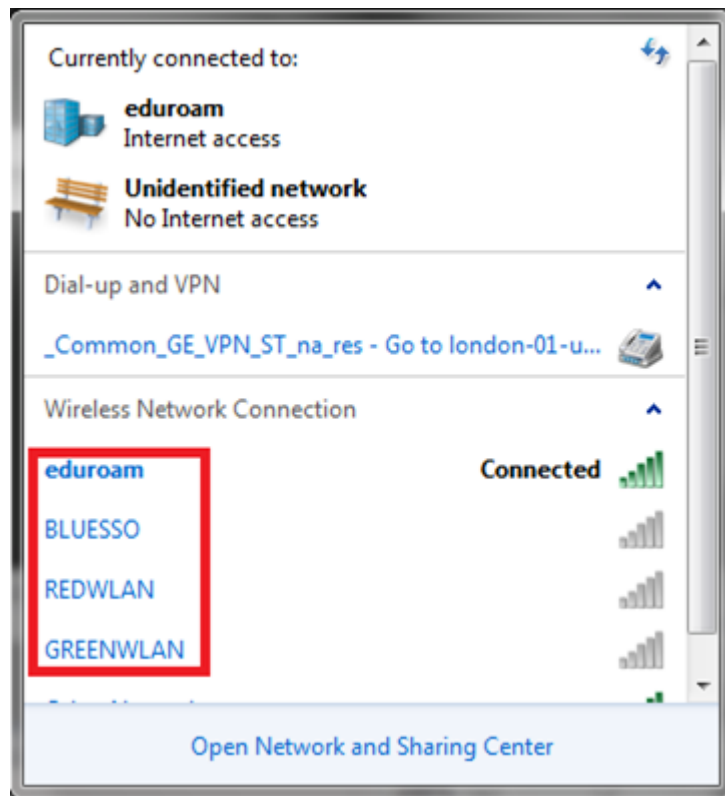 Currently connected to:
eduroam
Internet access
Unidentified network
No Internet access
Dial-up and VPN
_Common_GE_VPN_ST_na_res - Go to london-01-u...
Wireless Network Connection
eduroam Connected
BLUESSO
REDWLAN
GREENWLAN
Open Network and Sharing Center